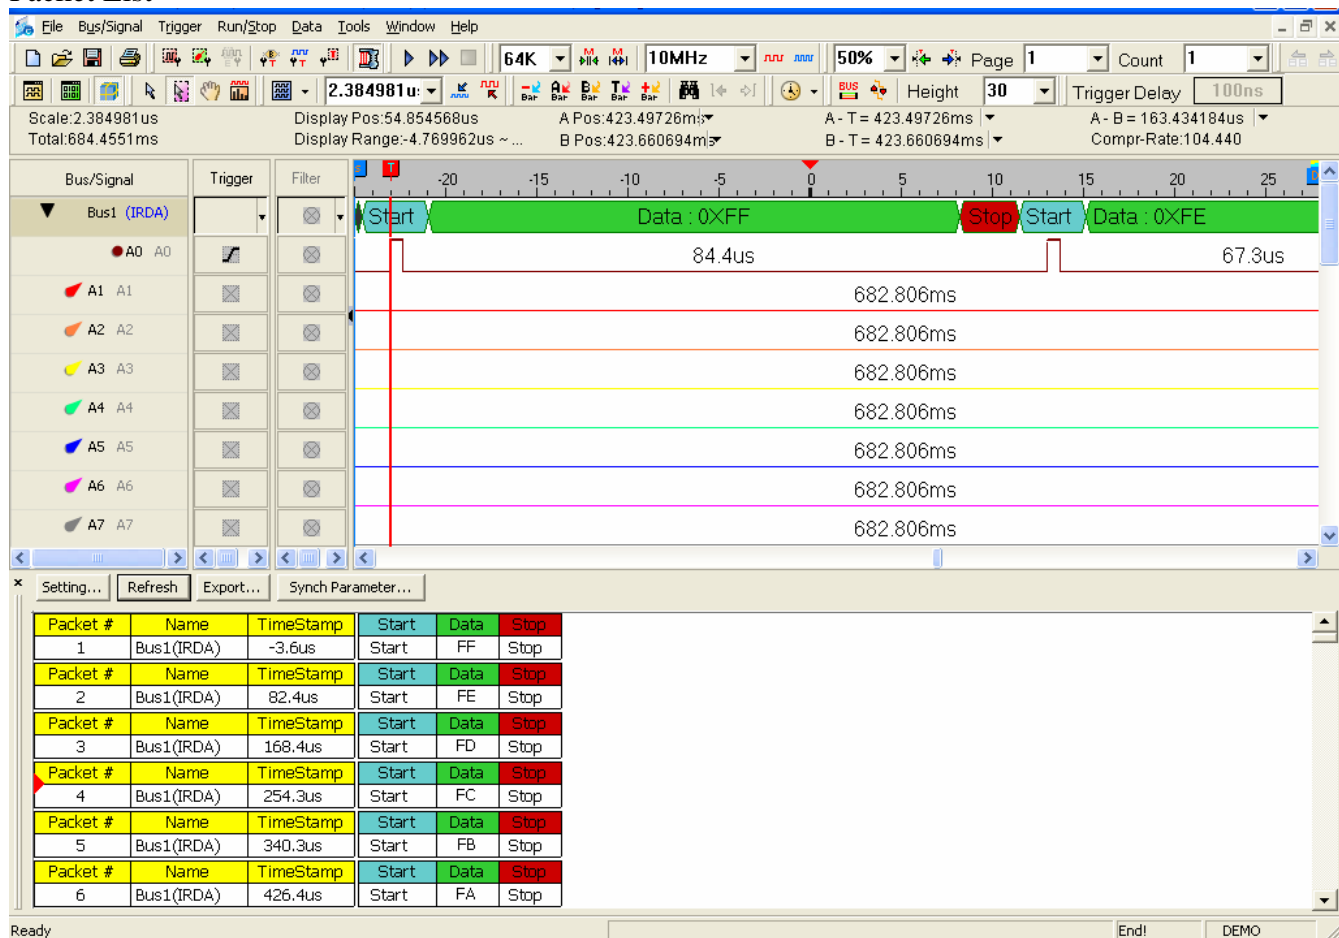 File Bus/Signal Trigger Run/Stop Data Tools Window Help
64K 10MHz 50% Page 1 Count 1
2.384981u Bar Bar Bar Bar Bar BUS Height 30 Trigger Delay 100ns
Scale:2.384981us Display Pos:54.854568us A Pos:423.49726ms A - T = 423.49726ms A - B = 163.434184us
Total:684.4551ms Display Range:-4.769962us ~ ... B Pos:423.660694ms B - T = 423.660694ms Compr-Rate:104.440
Bus/Signal Trigger Filter T -20 -15 -10 -5 0 5 10 15 20 25
Bus1 (IRDA) Start Data : 0XFF Stop Start Data : 0XFE
A0 A0 84.4us 67.3us
A1 A1 682.806ms
A2 A2 682.806ms
A3 A3 682.806ms
A4 A4 682.806ms
A5 A5 682.806ms
A6 A6 682.806ms
A7 A7 682.806ms
Setting... Refresh Export... Synch Parameter...
Packet # Name TimeStamp Start Data Stop
1 Bus1(IRDA) -3.6us Start FF Stop
Packet # Name TimeStamp Start Data Stop
2 Bus1(IRDA) 82.4us Start FE Stop
Packet # Name TimeStamp Start Data Stop
3 Bus1(IRDA) 168.4us Start FD Stop
Packet # Name TimeStamp Start Data Stop
4 Bus1(IRDA) 254.3us Start FC Stop
Packet # Name TimeStamp Start Data Stop
5 Bus1(IRDA) 340.3us Start FB Stop
Packet # Name TimeStamp Start Data Stop
6 Bus1(IRDA) 426.4us Start FA Stop
Ready End! DEMO